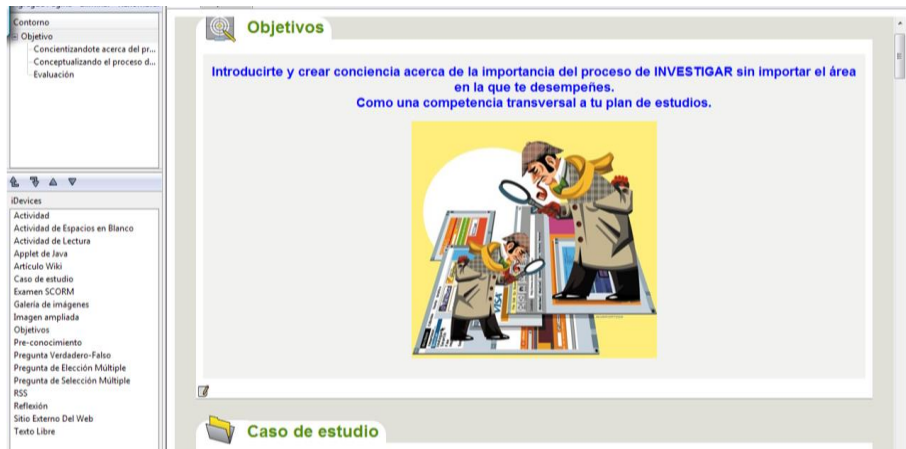 Contorno
Objetivo
Concientizandote acerca del pr...
Conceptualizando el proceso d...
Evaluación
iDevices
Actividad
Actividad de Espacios en Blanco
Actividad de Lectura
Applet de Java
Artículo Wiki
Caso de estudio
Examen SCORM
Galería de imágenes
Imagen ampliada
Objetivos
Pre-conocimiento
Pregunta Verdadero-Falso
Pregunta de Elección Múltiple
Pregunta de Selección Múltiple
RSS
Reflexión
Sitio Externo Del Web
Texto Libre
Objetivos
Introducirte y crear conciencia acerca de la importancia del proceso de INVESTIGAR sin importar el área
en la que te desempeñes.
Como una competencia transversal a tu plan de estudios.
VISA
Caso de estudio